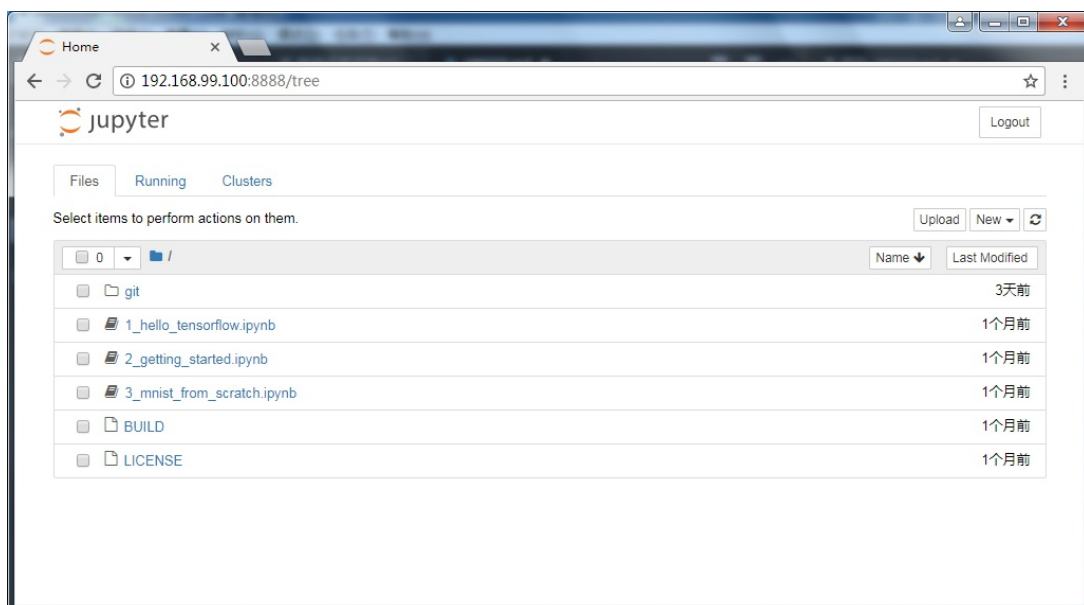 Home
192.168.99.100:8888/tree
jupyter
Logout
Files Running Clusters
Select items to perform actions on them.
Upload New
0 / Name Last Modified
git 3天前
1_hello_tensorflow.ipynb 1个月前
2_getting_started.ipynb 1个月前
3_mnist_from_scratch.ipynb 1个月前
BUILD 1个月前
LICENSE 1个月前